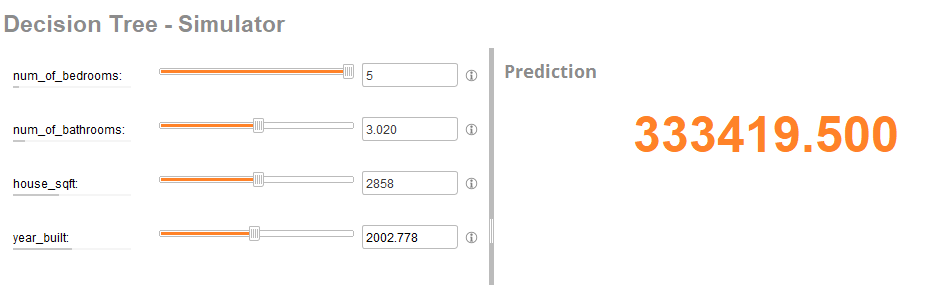 Decision Tree - Simulator
num_of_bedrooms: 5
num_of_bathrooms: 3.020
house_sqft: 2858
year_built: 2002.778
Prediction
333419.500